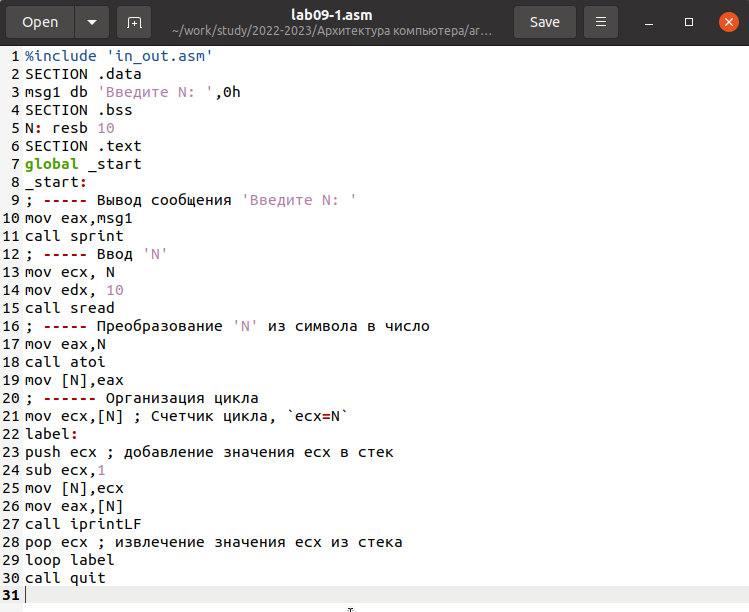 Open
lab09-1.asm
~/work/study/2022-2023/Архитектура компьютера/ar…
Save
1 %include 'in_out.asm'
2 SECTION .data
3 msg1 db 'Введите N: ',0h
4 SECTION .bss
5 N: resb 10
6 SECTION .text
7 global _start
8 _start:
9 ; ----- Вывод сообщения 'Введите N: '
10 mov eax,msg1
11 call sprint
12 ; ----- Ввод 'N'
13 mov ecx, N
14 mov edx, 10
15 call sread
16 ; ----- Преобразование 'N' из символа в число
17 mov eax,N
18 call atoi
19 mov [N],eax
20 ; ------ Организация цикла
21 mov ecx,[N] ; Счетчик цикла, `ecx=N`
22 label:
23 push ecx ; добавление значения ecx в стек
24 sub ecx,1
25 mov [N],ecx
26 mov eax,[N]
27 call iprintLF
28 pop ecx ; извлечение значения ecx из стека
29 loop label
30 call quit
31